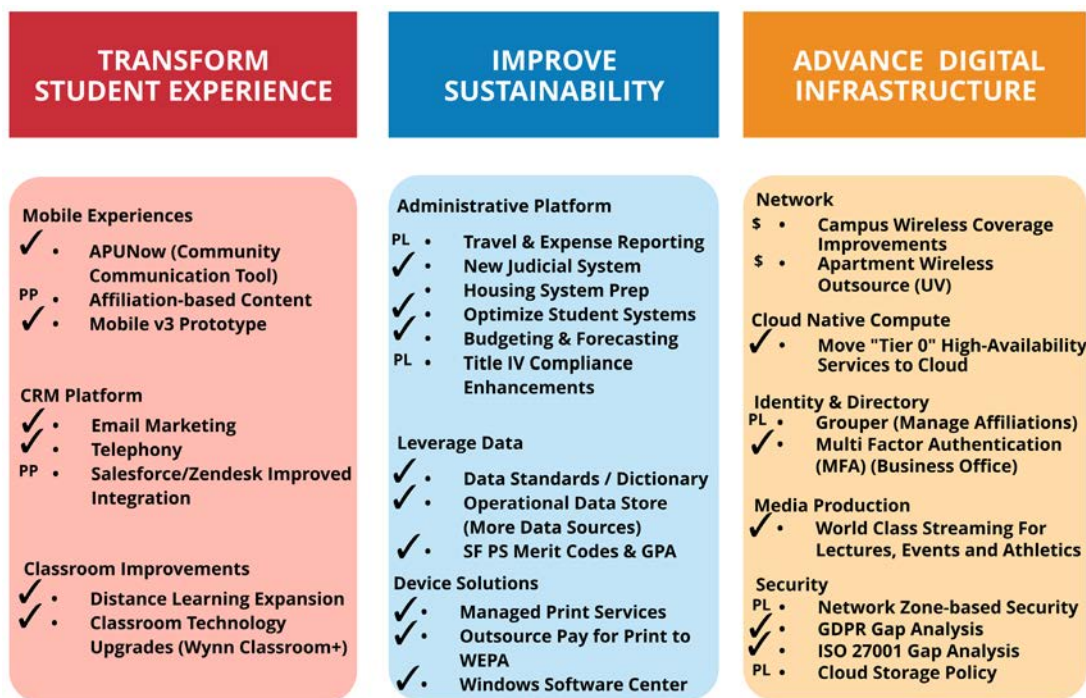 TRANSFORM
STUDENT EXPERIENCE
Mobile Experiences
✓ • APUNow (Community
Communication Tool)
PP • Affiliation-based Content
✓ • Mobile v3 Prototype
CRM Platform
✓ • Email Marketing
✓ • Telephony
PP • Salesforce/Zendesk Improved
Integration
Classroom Improvements
✓ • Distance Learning Expansion
✓ • Classroom Technology
Upgrades (Wynn Classroom+)
IMPROVE
SUSTAINABILITY
Administrative Platform
PL • Travel & Expense Reporting
✓ • New Judicial System
• Housing System Prep
✓ • Optimize Student Systems
✓ • Budgeting & Forecasting
PL • Title IV Compliance
Enhancements
Leverage Data
✓ • Data Standards / Dictionary
✓ • Operational Data Store
(More Data Sources)
✓ • SF PS Merit Codes & GPA
Device Solutions
✓ • Managed Print Services
✓ • Outsource Pay for Print to
WEPA
✓ • Windows Software Center
ADVANCE DIGITAL
INFRASTRUCTURE
Network
$ • Campus Wireless Coverage
Improvements
$ • Apartment Wireless
Outsource (UV)
Cloud Native Compute
✓ • Move "Tier 0" High-Availability
Services to Cloud
Identity & Directory
PL • Grouper (Manage Affiliations)
✓ • Multi Factor Authentication
(MFA) (Business Office)
Media Production
✓ • World Class Streaming For
Lectures, Events and Athletics
Security
PL • Network Zone-based Security
✓ • GDPR Gap Analysis
✓ • ISO 27001 Gap Analysis
PL • Cloud Storage Policy